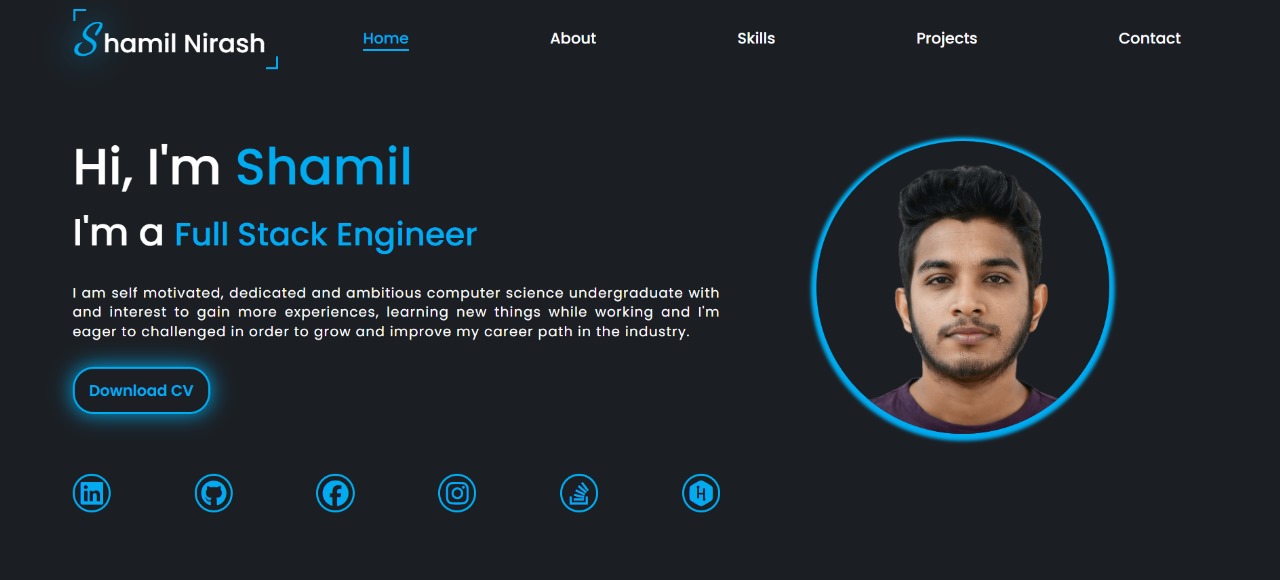 Shamil Nirash
Home
About
Skills
Projects
Contact
Hi, I'm Shamil
I'm a Full Stack Engineer
I am self motivated, dedicated and ambitious computer science undergraduate with
and interest to gain more experiences, learning new things while working and I'm
eager to challenged in order to grow and improve my career path in the industry.
Download CV
in
H